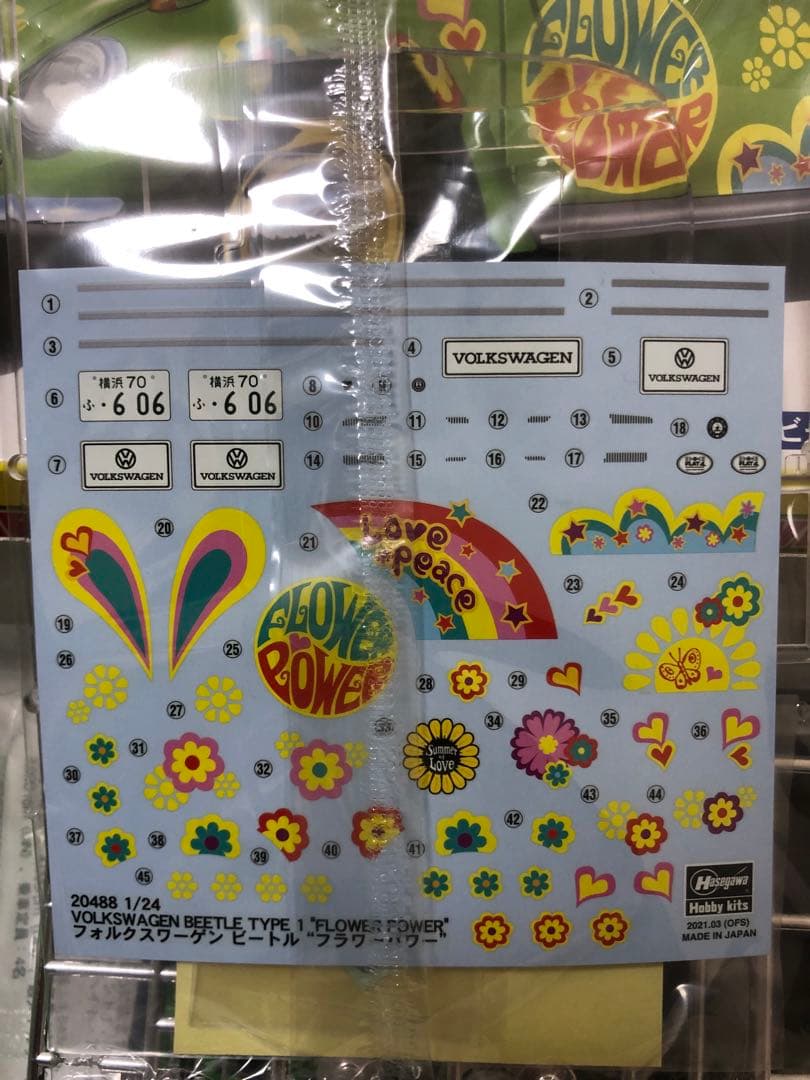 FLOWER
POWER
1
2
3
4
VOLKSWAGEN
5
VOLKSWAGEN
6
横浜 70
ふ・6 06
横浜 70
ふ・6 06
8
10
11
12
13
18
7
VOLKSWAGEN
VOLKSWAGEN
14
15
16
17
20
21
Love
Peace
22
23
24
19
25
FLOWER
POWER
26
27
28
29
30
31
32
33
Summer
of
Love
34
35
36
37
38
39
40
41
42
43
44
45
20488 1/24
VOLKSWAGEN BEETLE TYPE 1 "FLOWER POWER"
フォルクスワーゲン ビートル “フラワーパワー”
Hasegawa
Hobby kits
2021.03 (OFS)
MADE IN JAPAN